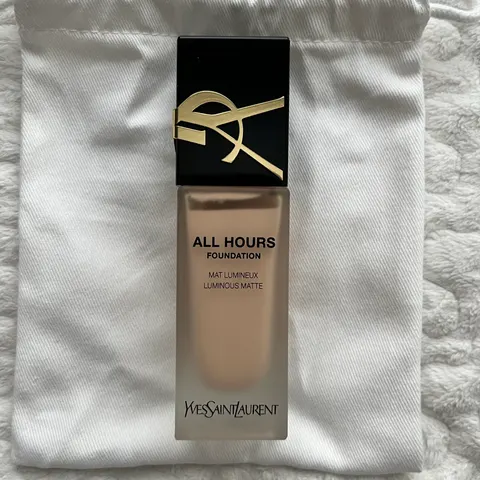 ALL HOURS
FOUNDATION
MAT LUMINEUX
LUMINOUS MATTE
YVESSAINTLAURENT